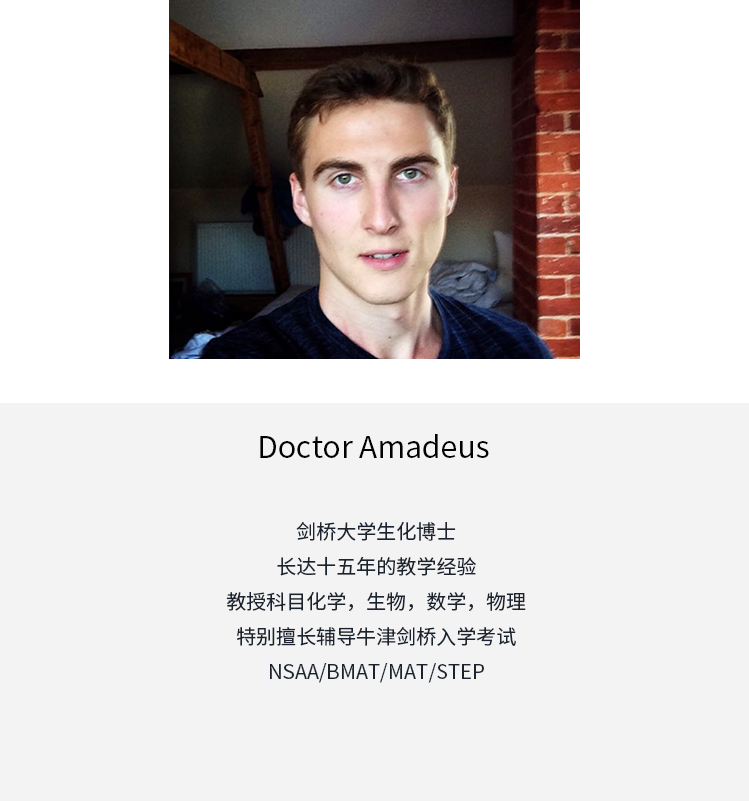 Doctor Amadeus
剑桥大学生化博士
长达十五年的教学经验
教授科目化学，生物，数学，物理
特别擅长辅导牛津剑桥入学考试
NSAA/BMAT/MAT/STEP